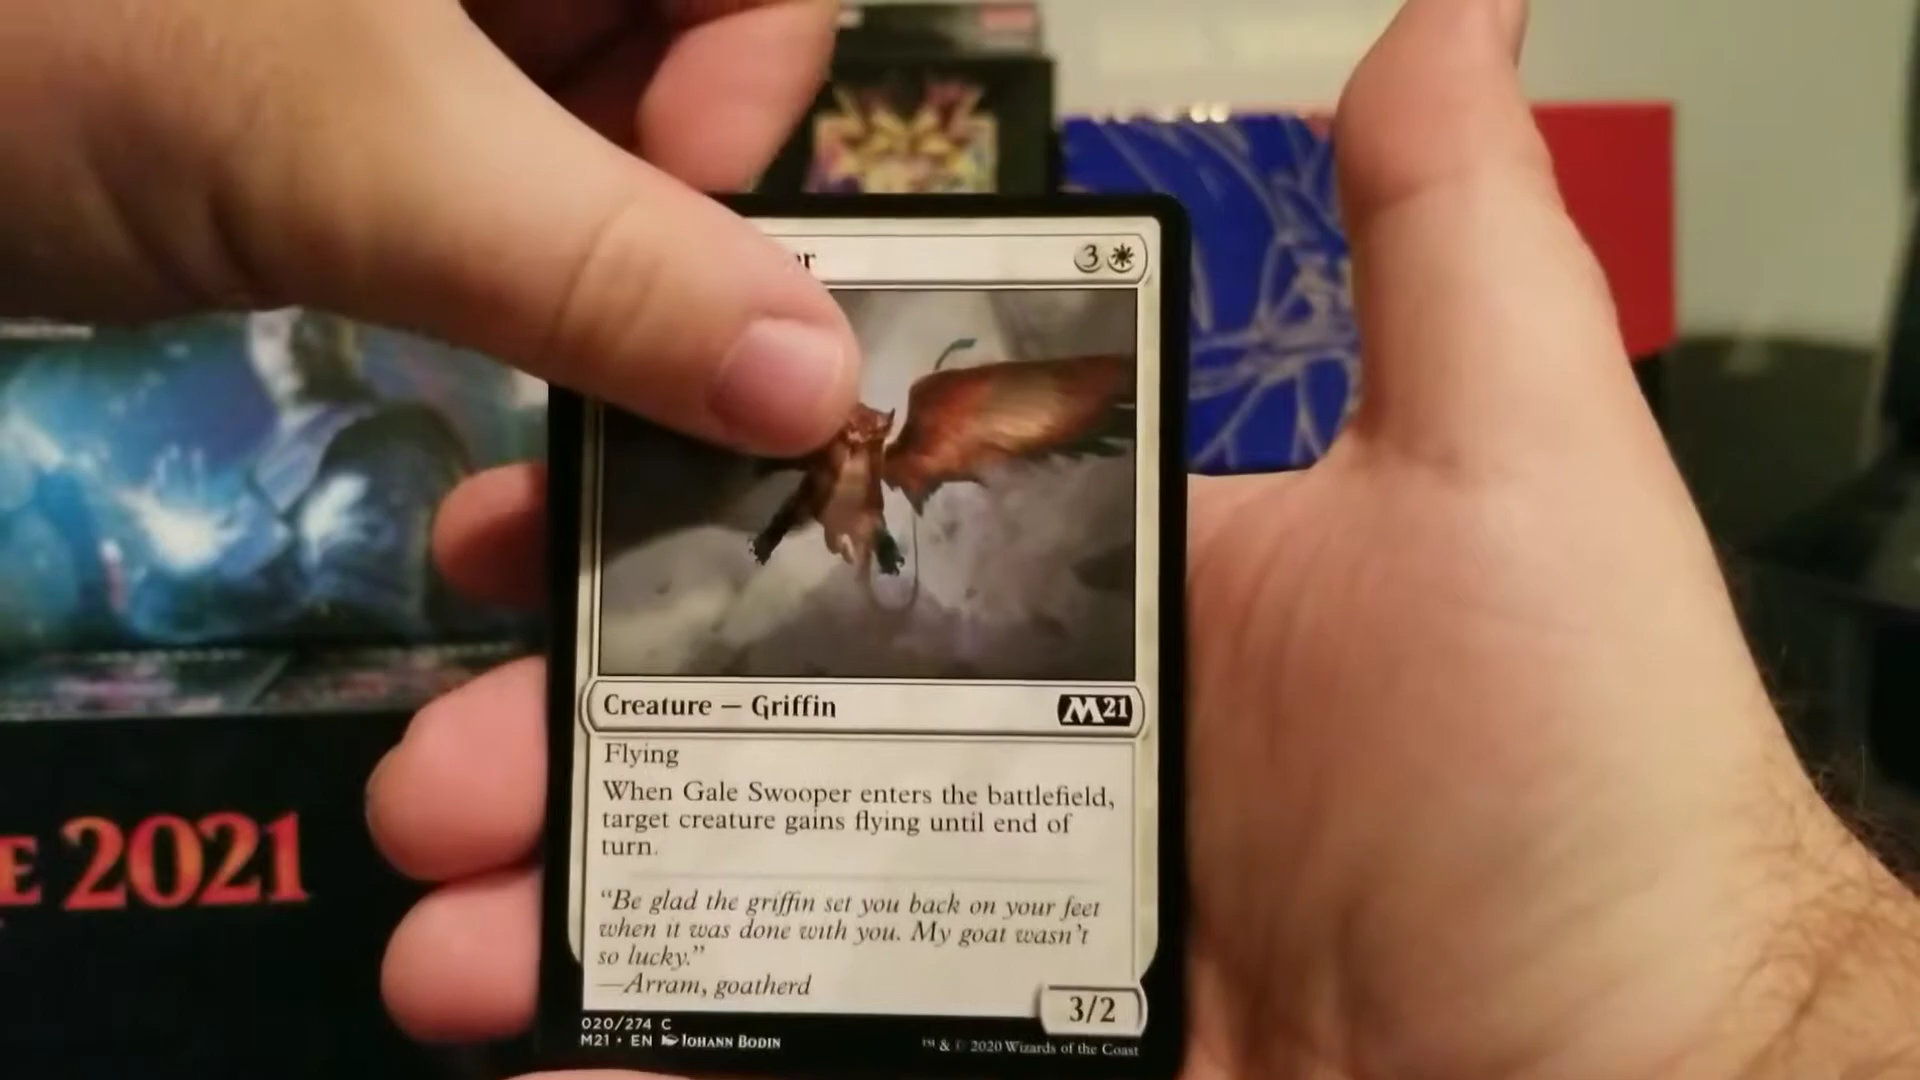 er 3
Creature — Griffin M21
Flying
When Gale Swooper enters the battlefield,
target creature gains flying until end of
turn.
“Be glad the griffin set you back on your feet
when it was done with you. My goat wasn’t
so lucky.”
—Arram, goatherd
3/2
020/274 C
M21 • EN Johann Bodin
™ & © 2020 Wizards of the Coast
E 2021